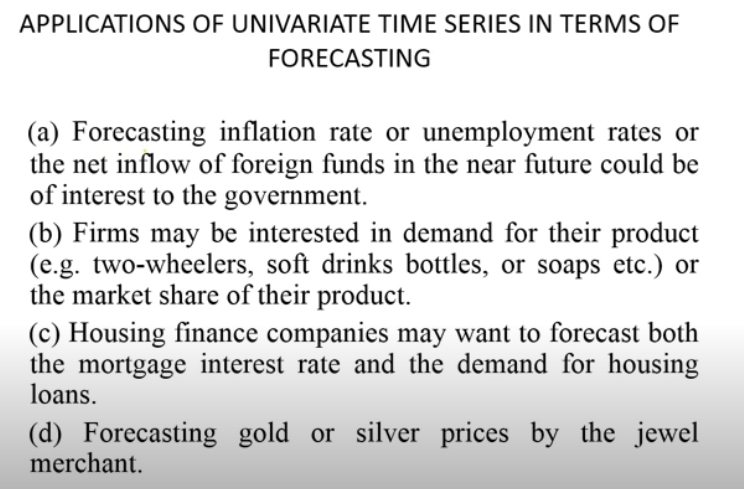 APPLICATIONS OF UNIVARIATE TIME SERIES IN TERMS OF
FORECASTING
(a) Forecasting inflation rate or unemployment rates or
the net inflow of foreign funds in the near future could be
of interest to the government.
(b) Firms may be interested in demand for their product
(e.g. two-wheelers, soft drinks bottles, or soaps etc.) or
the market share of their product.
(c) Housing finance companies may want to forecast both
the mortgage interest rate and the demand for housing
loans.
(d) Forecasting gold or silver prices by the jewel
merchant.